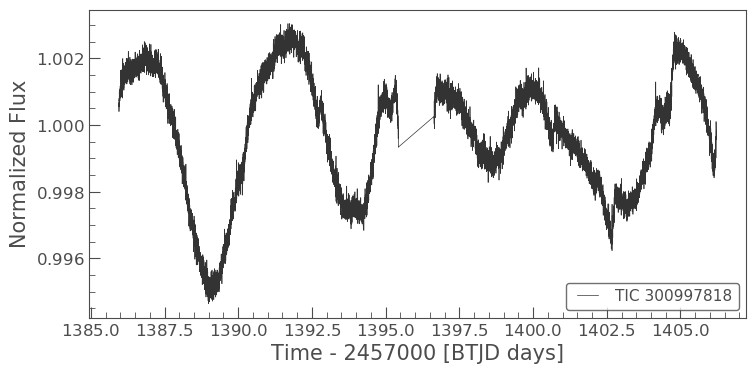 Normalized Flux
1.002
1.000
0.998
0.996
TIC 300997818
1385.0 1387.5 1390.0 1392.5 1395.0 1397.5 1400.0 1402.5 1405.0
Time - 2457000 [BTJD days]